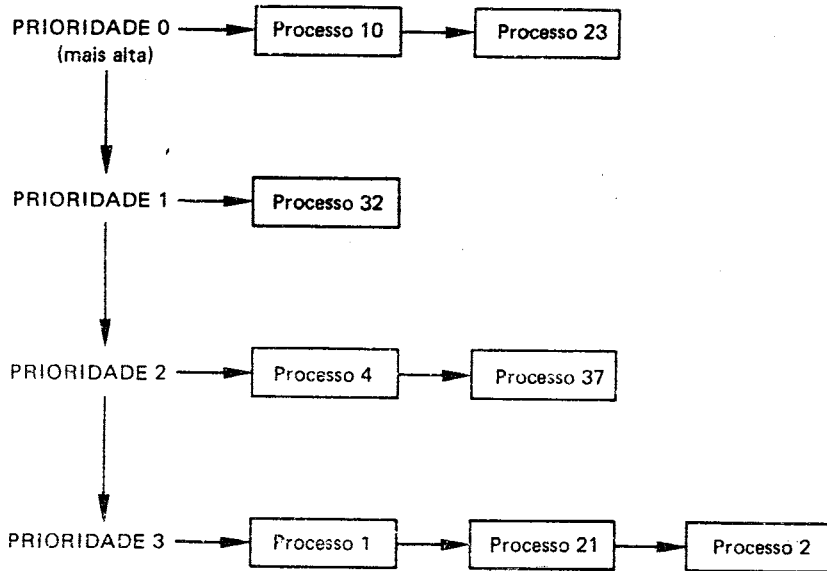 PRIORIDADE 0
(mais alta)
Processo 10
Processo 23
PRIORIDADE 1
Processo 32
PRIORIDADE 2
Processo 4
Processo 37
PRIORIDADE 3
Processo 1
Processo 21
Processo 2